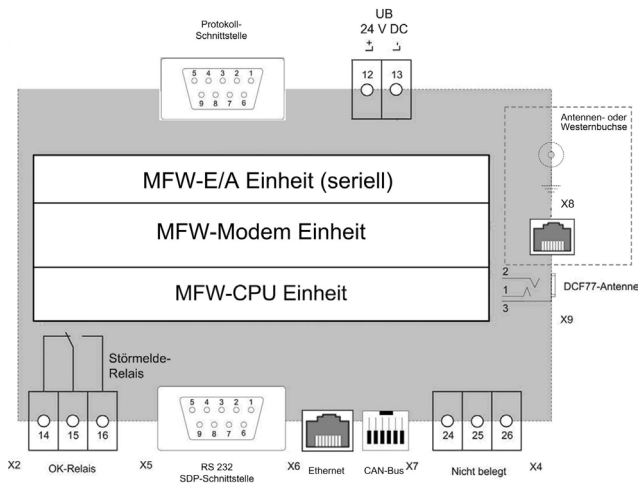 Protokoll-
Schnittstelle
UB
24 V DC
+ -
5 4 3 2 1
9 8 7 6
12 13
Antennen- oder
Westernbuchse
MFW-E/A Einheit (seriell)
MFW-Modem Einheit
MFW-CPU Einheit
X8
2
1
3
DCF77-Antenne
X9
Störmelde-
Relais
5 4 3 2 1
9 8 7 6
14 15 16
24 25 26
X2 OK-Relais
X5 RS 232
SDP-Schnittstelle
X6 Ethernet
CAN-Bus X7
Nicht belegt X4